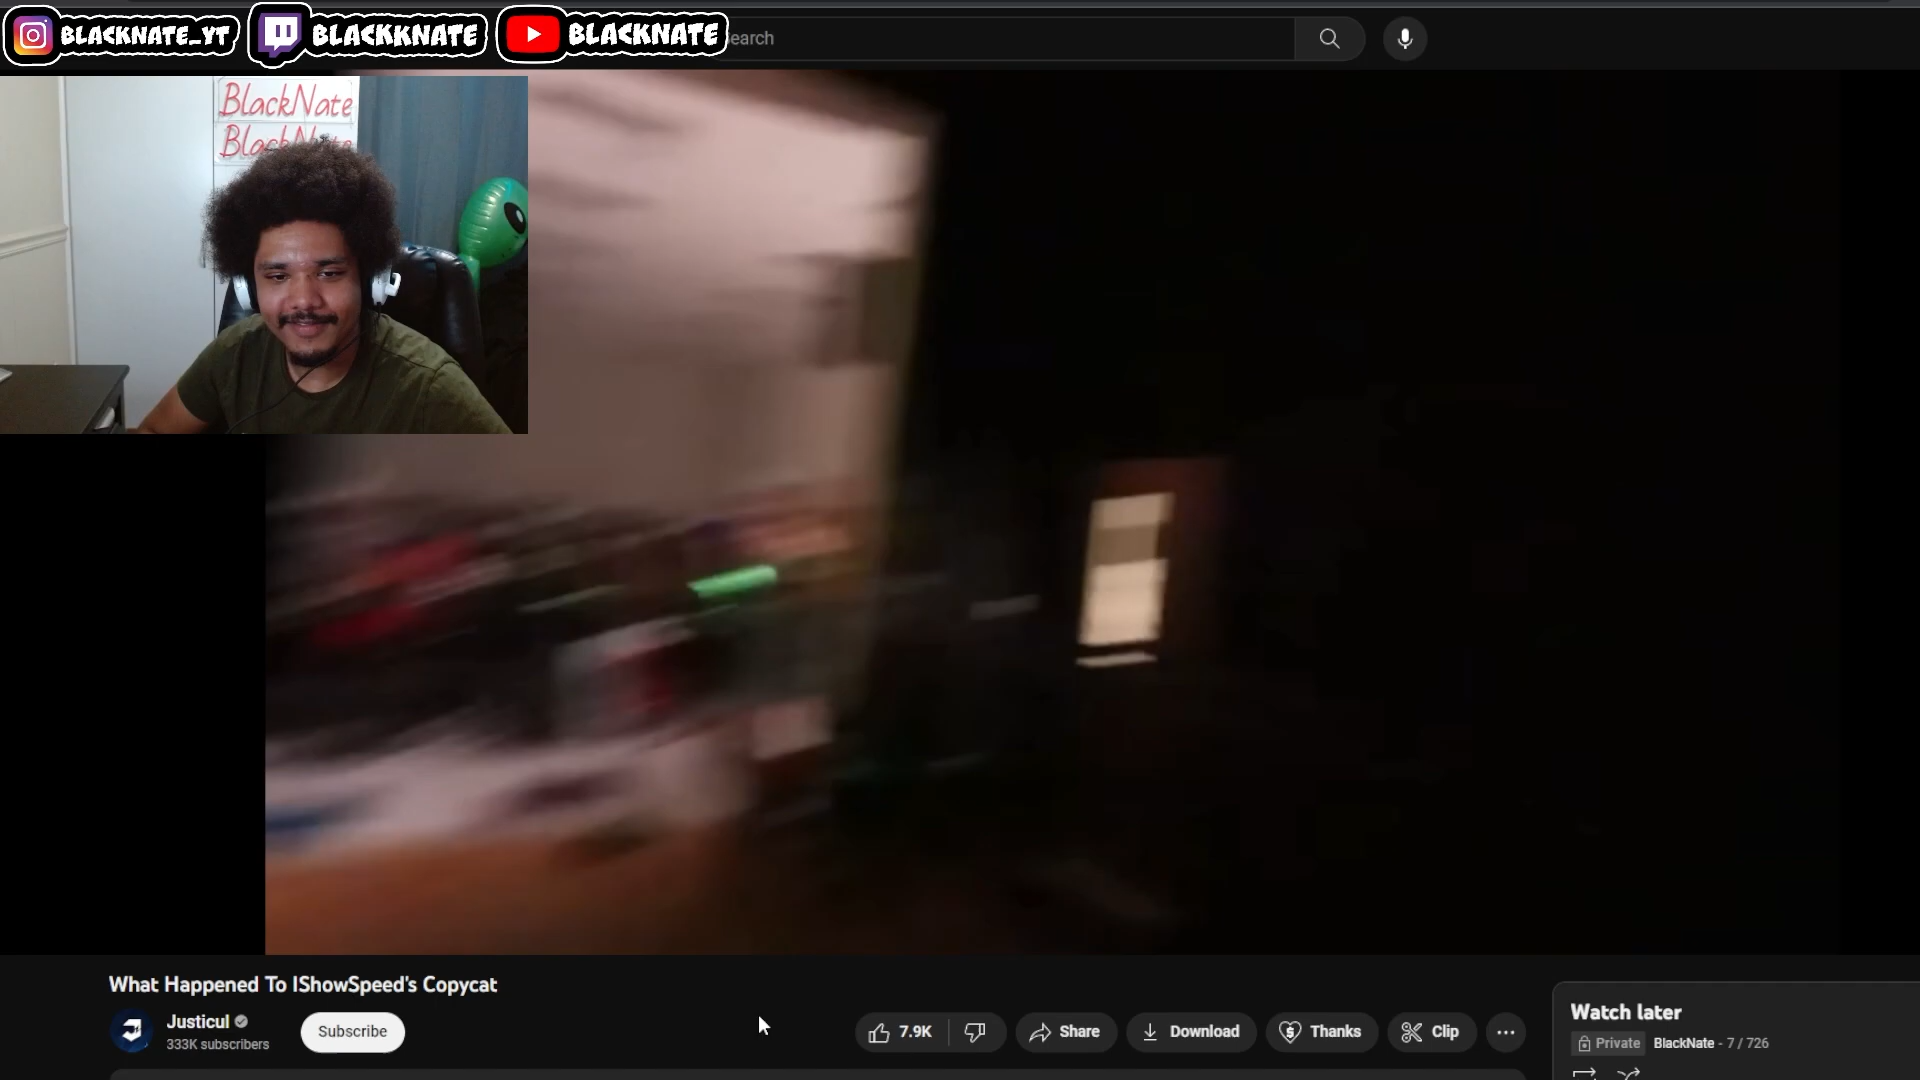 BLACKNATE_YT
BLACKKNATE
BLACKNATE
earch
BlackNate
BlackNate
What Happened To IShowSpeed's Copycat
Justicul
333K subscribers
Subscribe
7.9K
Share
Download
Thanks
Clip
Watch later
Private
BlackNate - 7 / 726